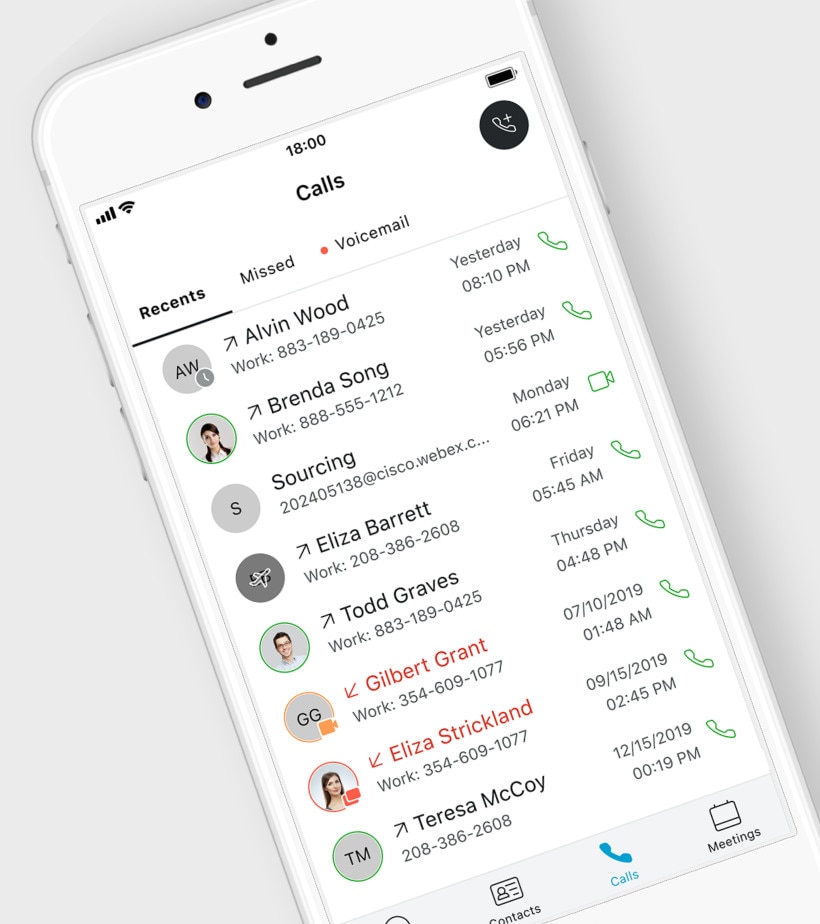 18:00
Calls
Recents
Missed
Voicemail
AW
Alvin Wood
Work: 883-189-0425
Yesterday
08:10 PM
Brenda Song
Work: 888-555-1212
Yesterday
05:56 PM
S
Sourcing
202405138@cisco.webex.c...
Monday
06:21 PM
Eliza Barrett
Work: 208-386-2608
Friday
05:45 AM
Todd Graves
Work: 883-189-0425
Thursday
04:48 PM
GG
Gilbert Grant
Work: 354-609-1077
07/10/2019
01:48 AM
Eliza Strickland
Work: 354-609-1077
09/15/2019
02:45 PM
TM
Teresa McCoy
208-386-2608
12/15/2019
00:19 PM
Contacts
Calls
Meetings